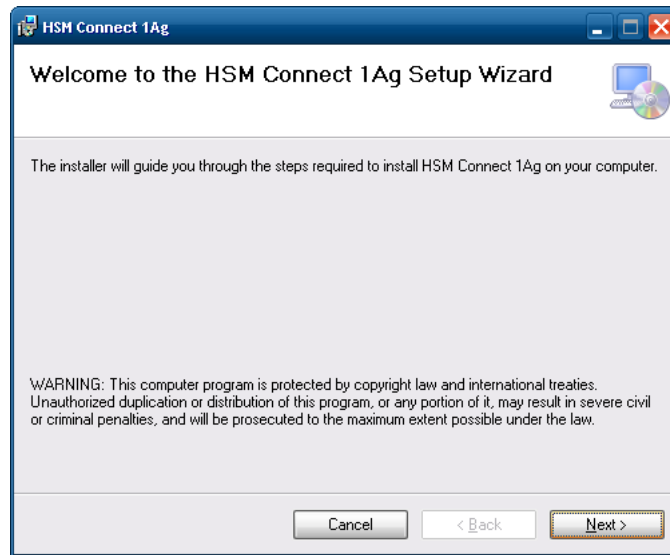 HSM Connect 1Ag
Welcome to the HSM Connect 1Ag Setup Wizard
The installer will guide you through the steps required to install HSM Connect 1Ag on your computer.
WARNING: This computer program is protected by copyright law and international treaties.
Unauthorized duplication or distribution of this program, or any portion of it, may result in severe civil
or criminal penalties, and will be prosecuted to the maximum extent possible under the law.
Cancel
< Back
Next >